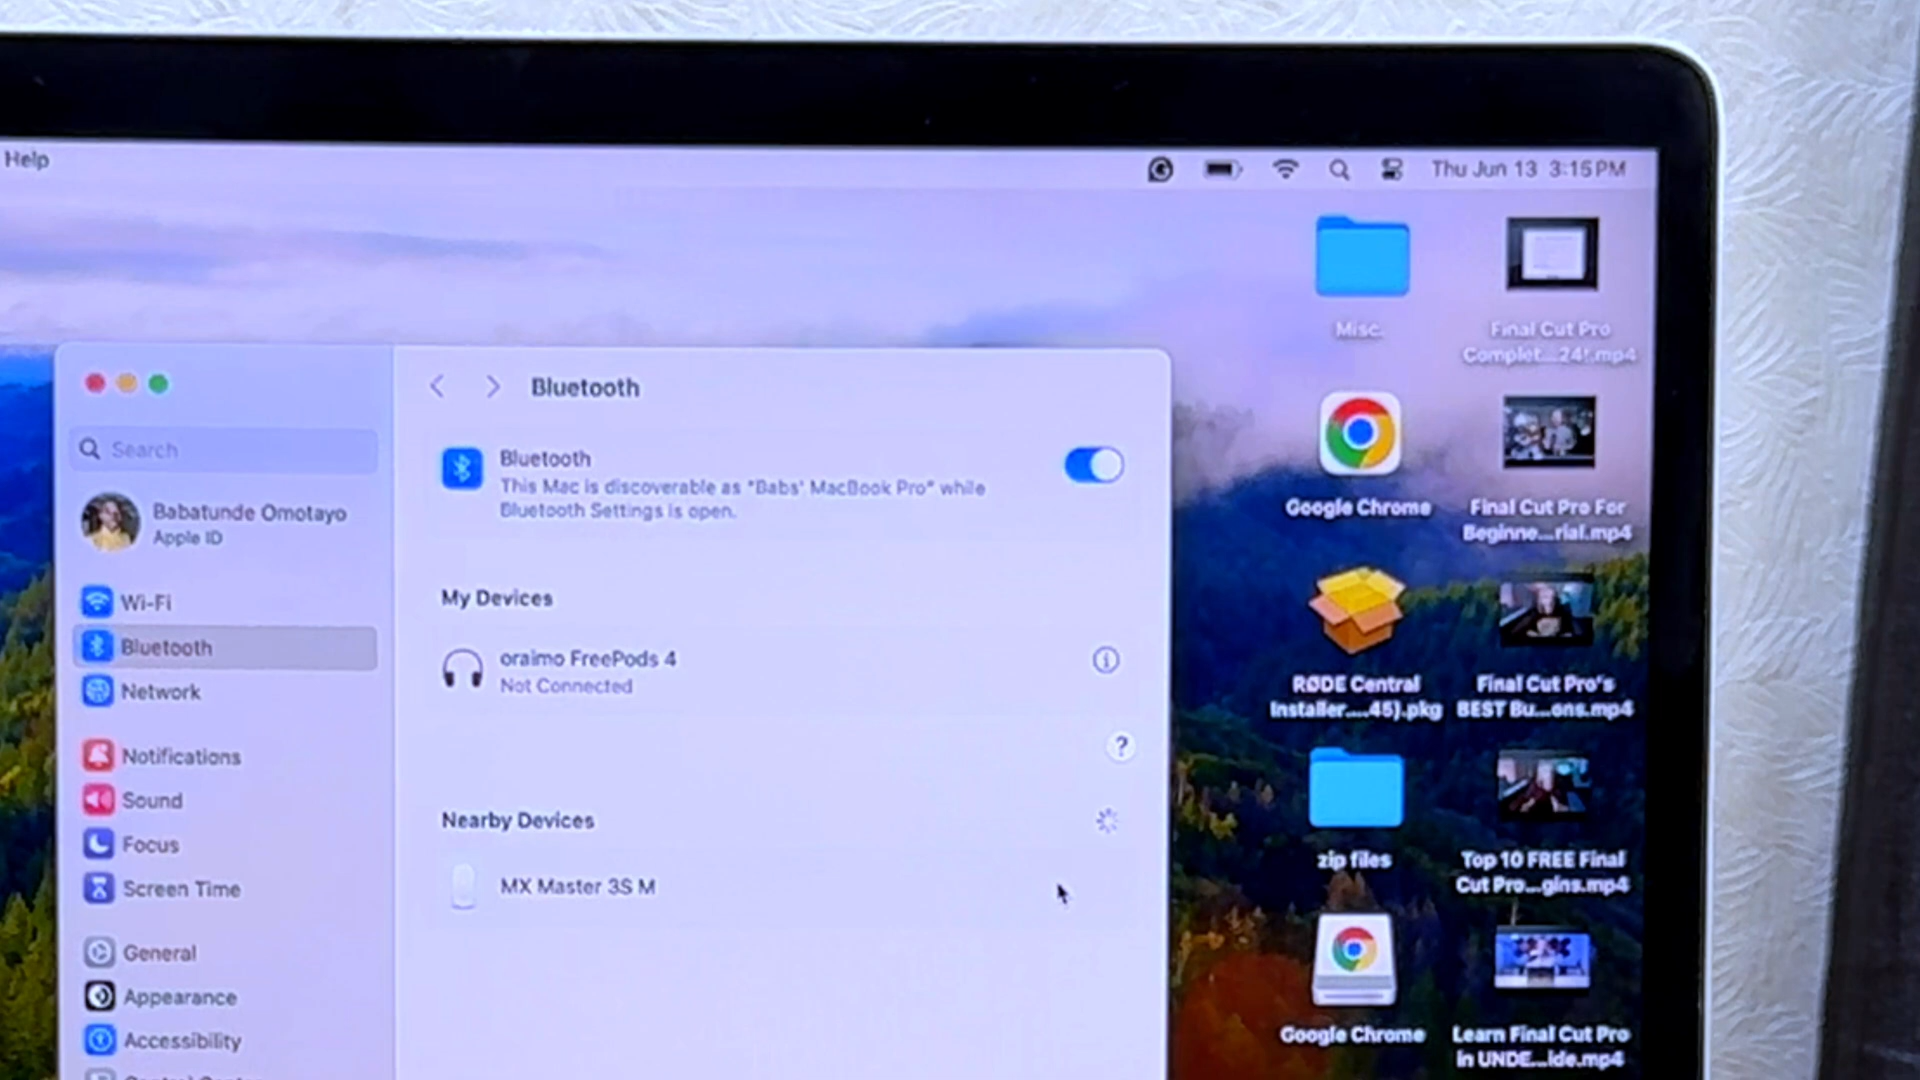 Help
Thu Jun 13 3:15PM
Bluetooth
Search
Babatunde Omotayo
Apple ID
Wi-Fi
Bluetooth
Network
Notifications
Sound
Focus
Screen Time
General
Appearance
Accessibility
Bluetooth
This Mac is discoverable as "Babs' MacBook Pro" while
Bluetooth Settings is open.
My Devices
oraimo FreePods 4
Not Connected
?
Nearby Devices
MX Master 3S M
Misc.
Google Chrome
RØDE Central
Installer....45).pkg
zip files
Google Chrome
Final Cut Pro
Complet...24!.mp4
Final Cut Pro For
Beginne...rial.mp4
Final Cut Pro's
BEST Bu...ons.mp4
Top 10 FREE Final
Cut Pro...gins.mp4
Learn Final Cut Pro
in UNDE...ide.mp4